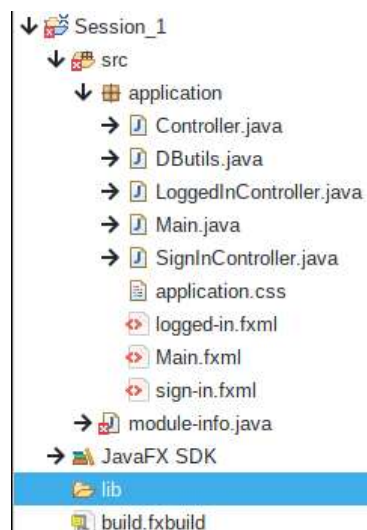 Session_1
src
application
Controller.java
DButils.java
LoggedInController.java
Main.java
SignInController.java
application.css
logged-in.fxml
Main.fxml
sign-in.fxml
module-info.java
JavaFX SDK
lib
build.fxbuild